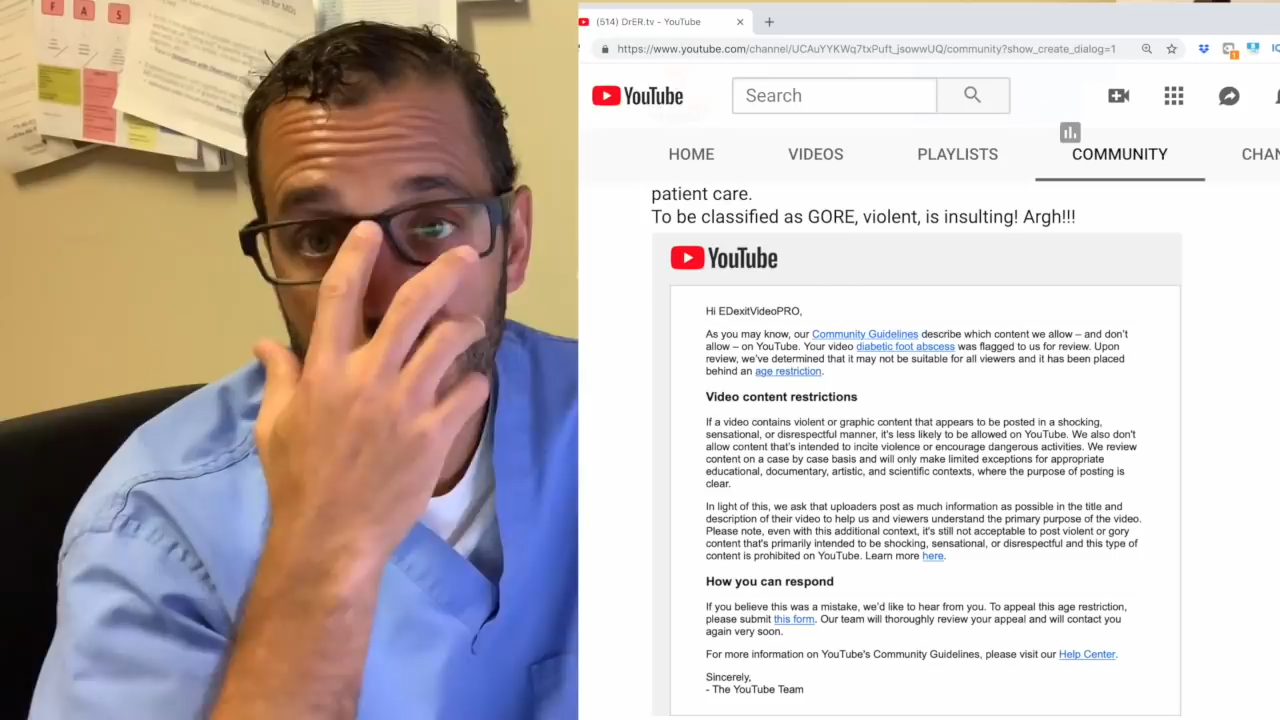 F A S
for MDs
(514) DrER.tv - YouTube
https://www.youtube.com/channel/UCAuYYKWq7txPuft_jsowwUQ/community?show_create_dialog=1
YouTube
Search
HOME VIDEOS PLAYLISTS COMMUNITY CHAN
patient care.
To be classified as GORE, violent, is insulting! Argh!!!
YouTube
Hi EDexitVideoPRO,
As you may know, our Community Guidelines describe which content we allow – and don't
allow – on YouTube. Your video diabetic foot abscess was flagged to us for review. Upon
review, we've determined that it may not be suitable for all viewers and it has been placed
behind an age restriction.
Video content restrictions
If a video contains violent or graphic content that appears to be posted in a shocking,
sensational, or disrespectful manner, it's less likely to be allowed on YouTube. We also don't
allow content that's intended to incite violence or encourage dangerous activities. We review
content on a case by case basis and will only make limited exceptions for appropriate
educational, documentary, artistic, and scientific contexts, where the purpose of posting is
clear.
In light of this, we ask that uploaders post as much information as possible in the title and
description of their video to help us and viewers understand the primary purpose of the video.
Please note, even with this additional context, it's still not acceptable to post violent or gory
content that's primarily intended to be shocking, sensational, or disrespectful and this type of
content is prohibited on YouTube. Learn more here.
How you can respond
If you believe this was a mistake, we'd like to hear from you. To appeal this age restriction,
please submit this form. Our team will thoroughly review your appeal and will contact you
again very soon.
For more information on YouTube's Community Guidelines, please visit our Help Center.
Sincerely,
- The YouTube Team